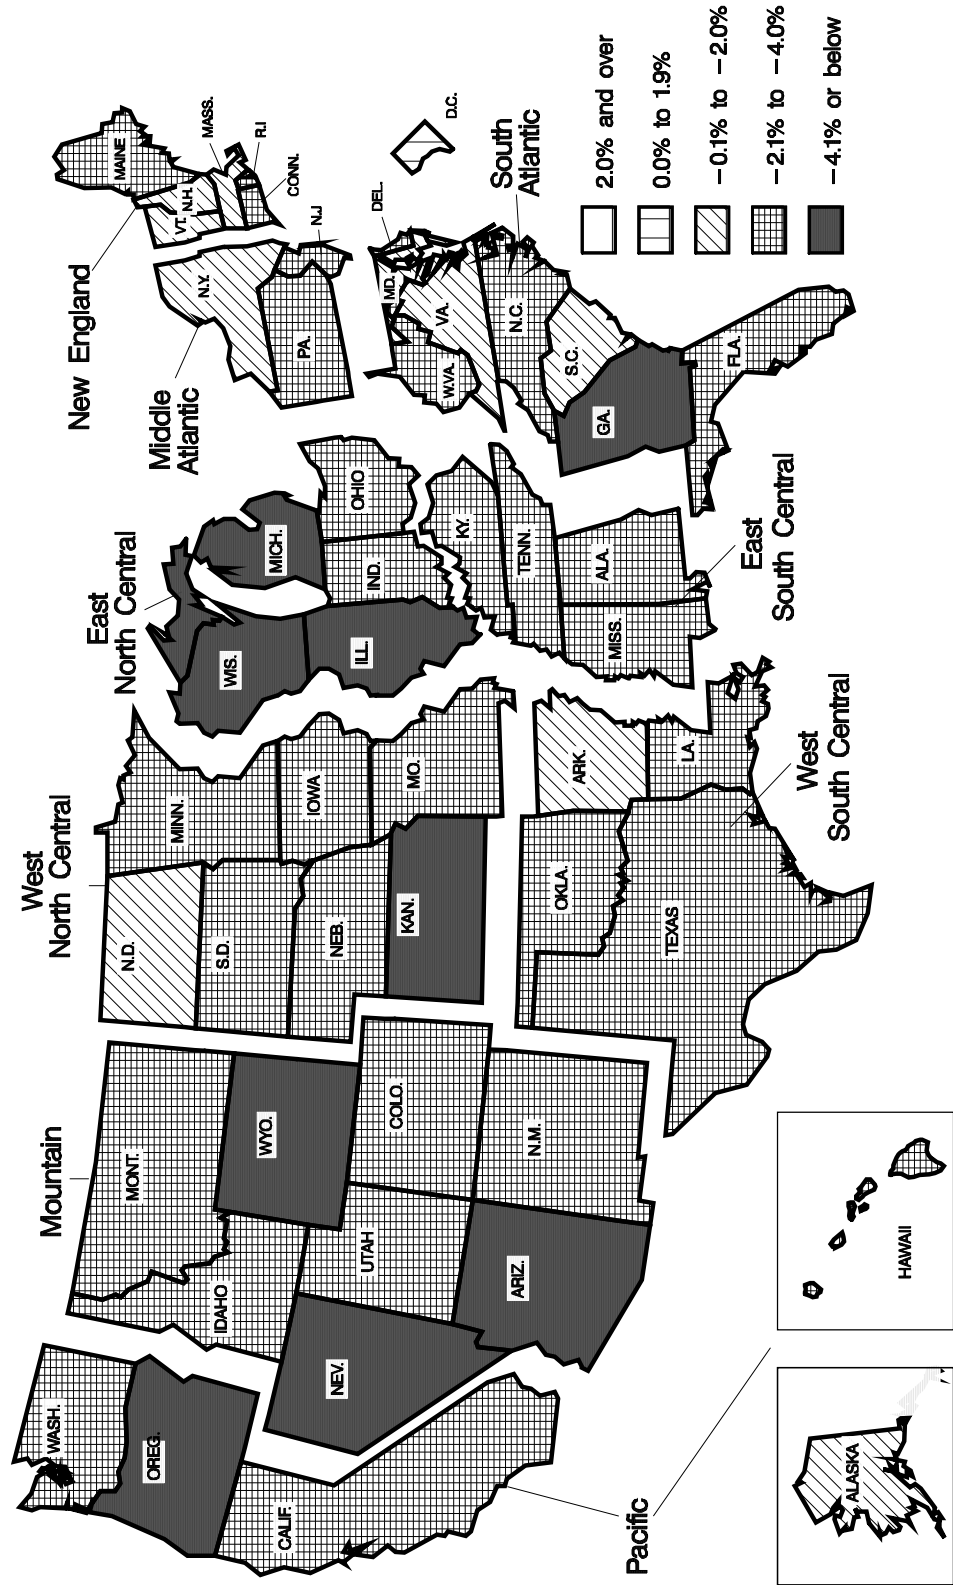 Pacific
Mountain
West
North Central
East
North Central
New England
Middle
Atlantic
South
Atlantic
East
South Central
West
South Central
WASH.
OREG.
CALIF.
NEV.
IDAHO
MONT.
WYO.
UTAH
COLO.
ARIZ.
N.M.
N.D.
S.D.
NEB.
KAN.
MINN.
IOWA
MO.
OKLA.
TEXAS
ARK.
LA.
WIS.
MICH.
ILL.
IND.
OHIO
KY.
TENN.
MISS.
ALA.
MAINE
VT.
N.H.
MASS.
R.I
CONN.
N.Y.
PA.
N.J
DEL.
MD.
D.C.
VA.
W.VA.
N.C.
S.C.
GA.
FLA.
ALASKA
HAWAII
2.0% and over
0.0% to 1.9%
−0.1% to −2.0%
−2.1% to −4.0%
−4.1% or below